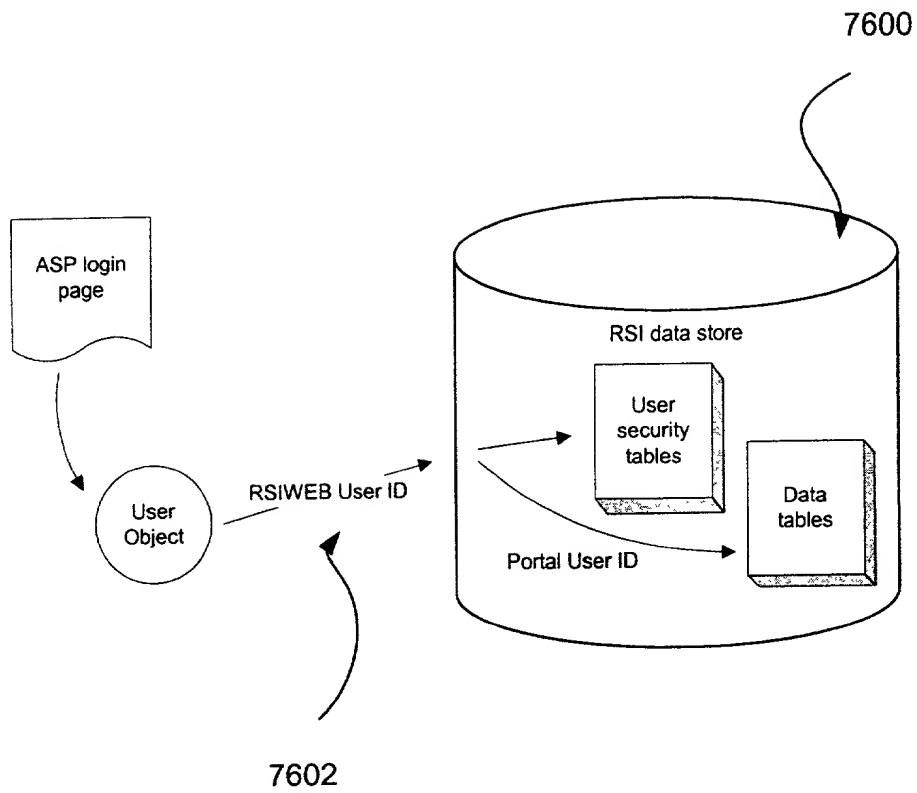 7600
ASP login
page
RSI data store
User
security
tables
RSIWEB User ID
User
Object
Data
tables
Portal User ID
7602